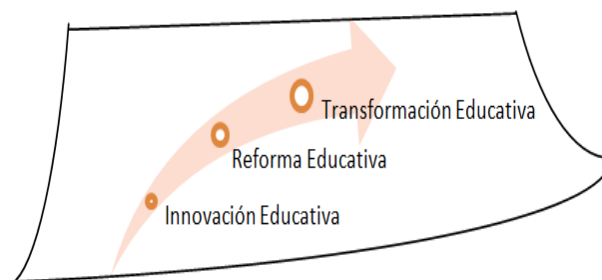 Transformación Educativa
Reforma Educativa
Innovación Educativa